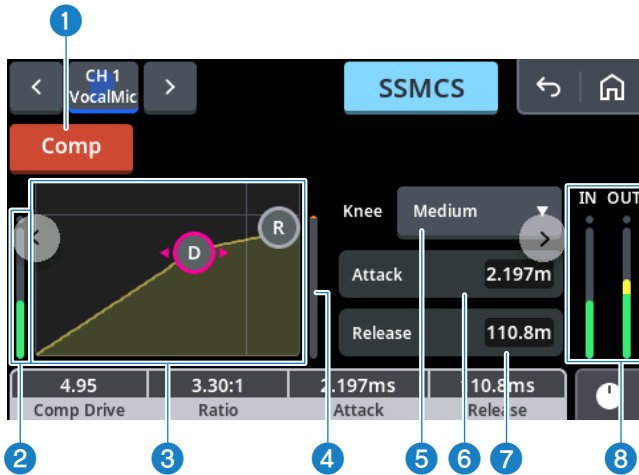 1
CH 1
VocalMic
SSMCS
Comp
IN OUT
Knee Medium
R
D
Attack 2.197m
Release 110.8m
4.95 3.30:1 2.197ms 110.8ms
Comp Drive Ratio Attack Release
2 3 4 5 6 7 8